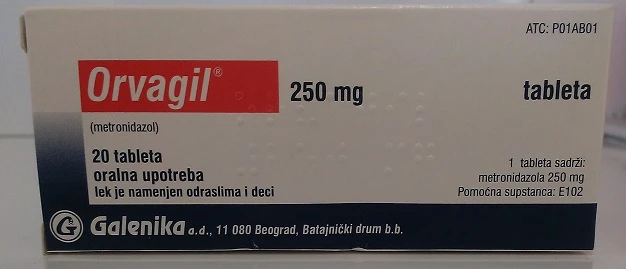 ATC: P01AB01
Orvagil® 250 mg tableta
(metronidazol)
20 tableta
oralna upotreba
lek je namenjen odraslima i deci
1 tableta sadrži:
metronidazola 250 mg
Pomoćna supstanca: E102
G Galenika a.d., 11 080 Beograd, Batajnički drum b.b.